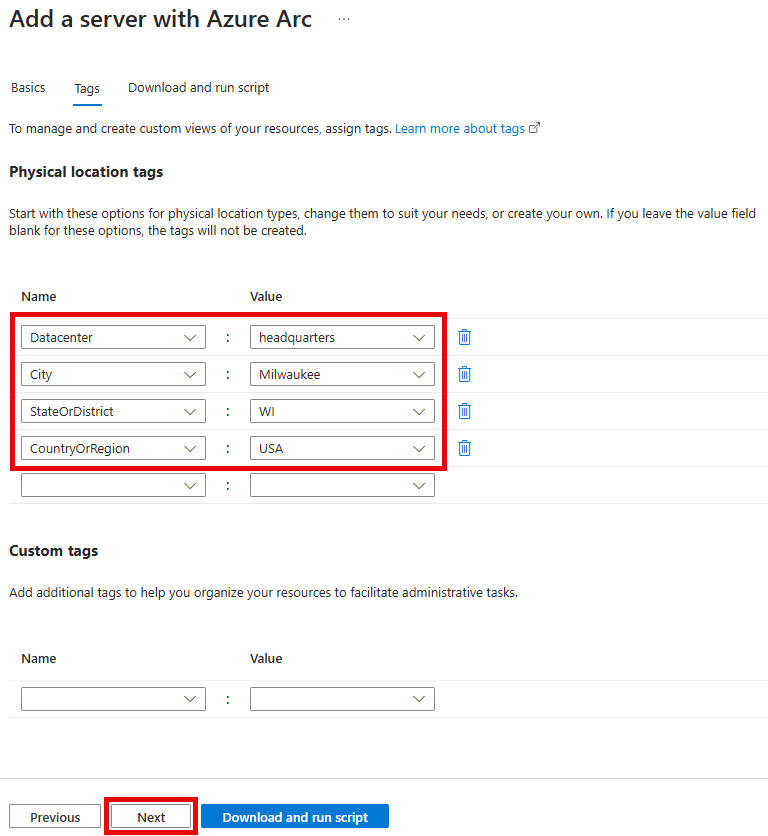 Add a server with Azure Arc ...
Basics Tags Download and run script
To manage and create custom views of your resources, assign tags. Learn more about tags
Physical location tags
Start with these options for physical location types, change them to suit your needs, or create your own. If you leave the value field
blank for these options, the tags will not be created.
Name Value
Datacenter : headquarters
City : Milwaukee
StateOrDistrict : WI
CountryOrRegion : USA
:
Custom tags
Add additional tags to help you organize your resources to facilitate administrative tasks.
Name Value
:
Previous Next Download and run script